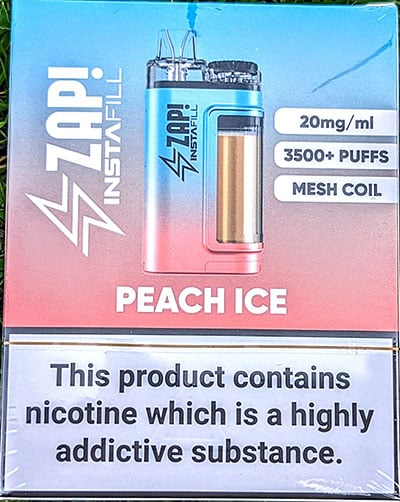 ZAP!
INSTAFILL
ZAP!
INSTAFILL
20mg/ml
3500+ PUFFS
MESH COIL
PEACH ICE
This product contains
nicotine which is a highly
addictive substance.